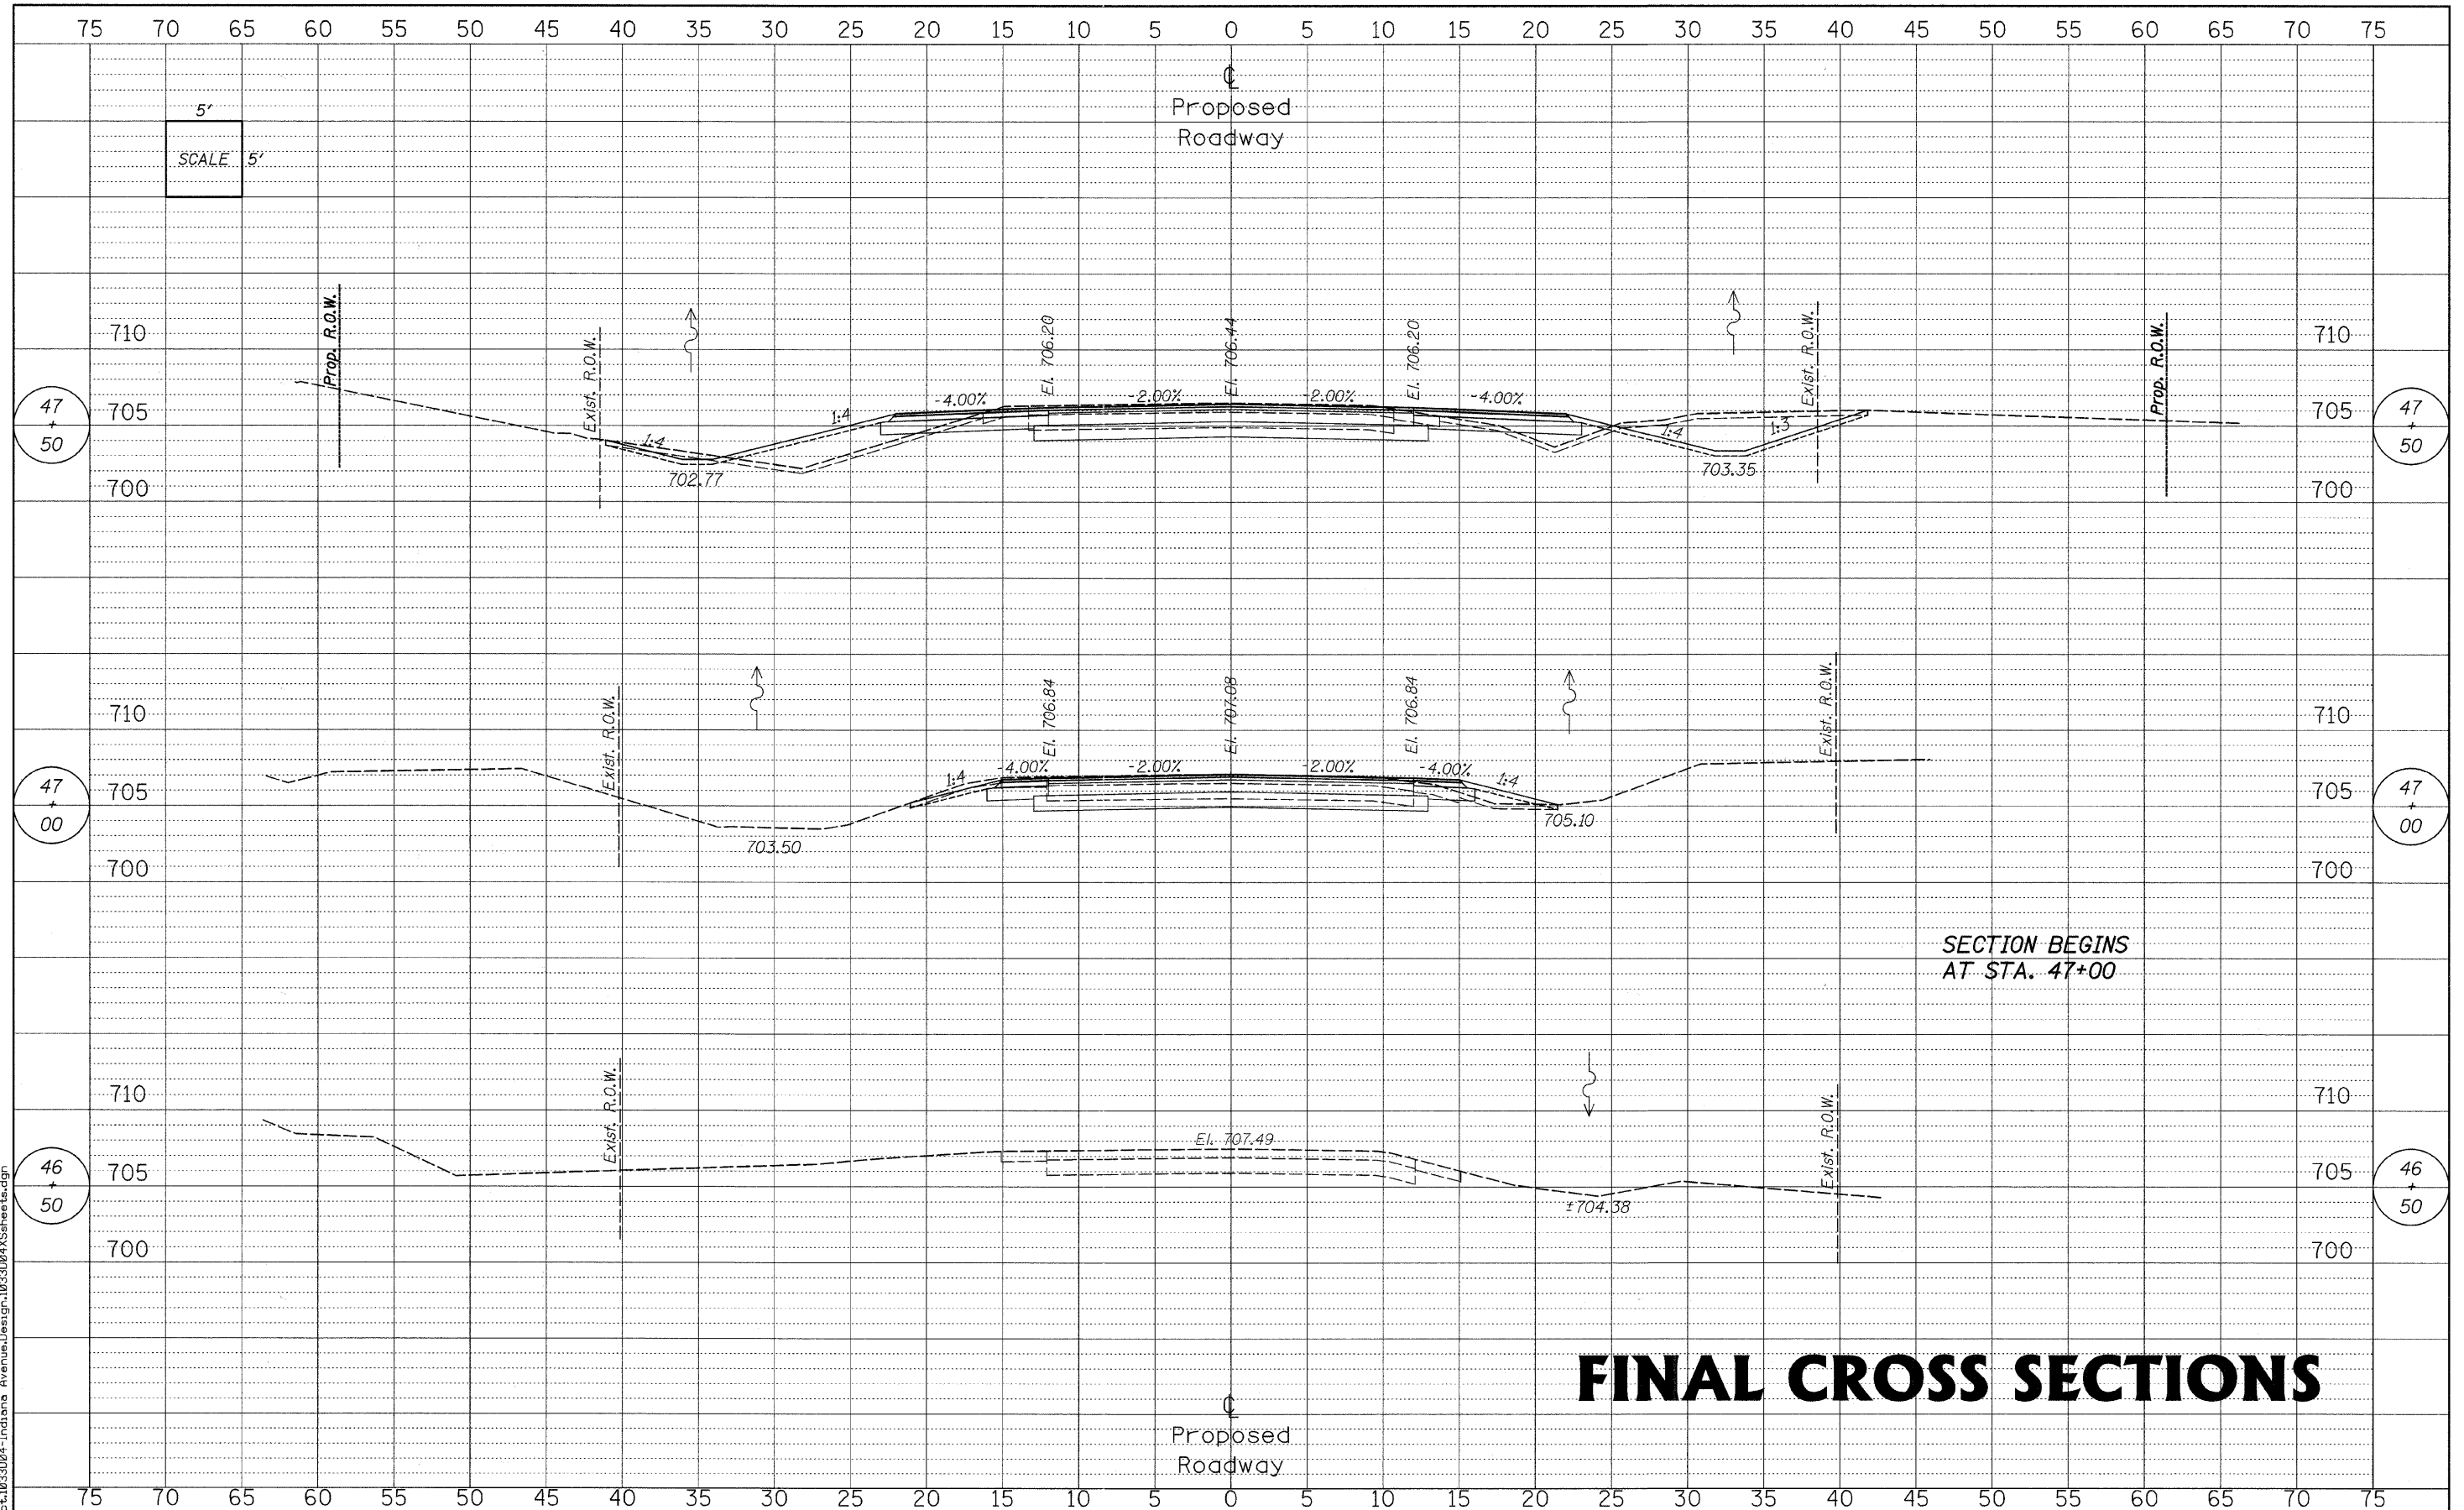 75 70 65 60 55 50 45 40 35 30 25 20 15 10 5 0 5 10 15 20 25 30 35 40 45 50 55 60 65 70 75
℄
Proposed
Roadway
5'
SCALE 5'
710 710
705 705
700 700
47
+
50
Prop. R.O.W.
Exist. R.O.W.
1:4
702.77
1:4
-4.00%
El. 706.20
-2.00%
El. 706.44
-2.00%
El. 706.20
-4.00%
1:4
703.35
1:3
Exist. R.O.W.
Prop. R.O.W.
47
+
50
710 710
705 705
700 700
47
+
00
Exist. R.O.W.
703.50
1:4
-4.00%
El. 706.84
-2.00%
El. 707.08
-2.00%
El. 706.84
-4.00%
1:4
705.10
Exist. R.O.W.
47
+
00
SECTION BEGINS
AT STA. 47+00
710 710
705 705
700 700
46
+
50
Exist. R.O.W.
El. 707.49
±704.38
Exist. R.O.W.
46
+
50
FINAL CROSS SECTIONS
℄
Proposed
Roadway
75 70 65 60 55 50 45 40 35 30 25 20 15 10 5 0 5 10 15 20 25 30 35 40 45 50 55 60 65 70 75